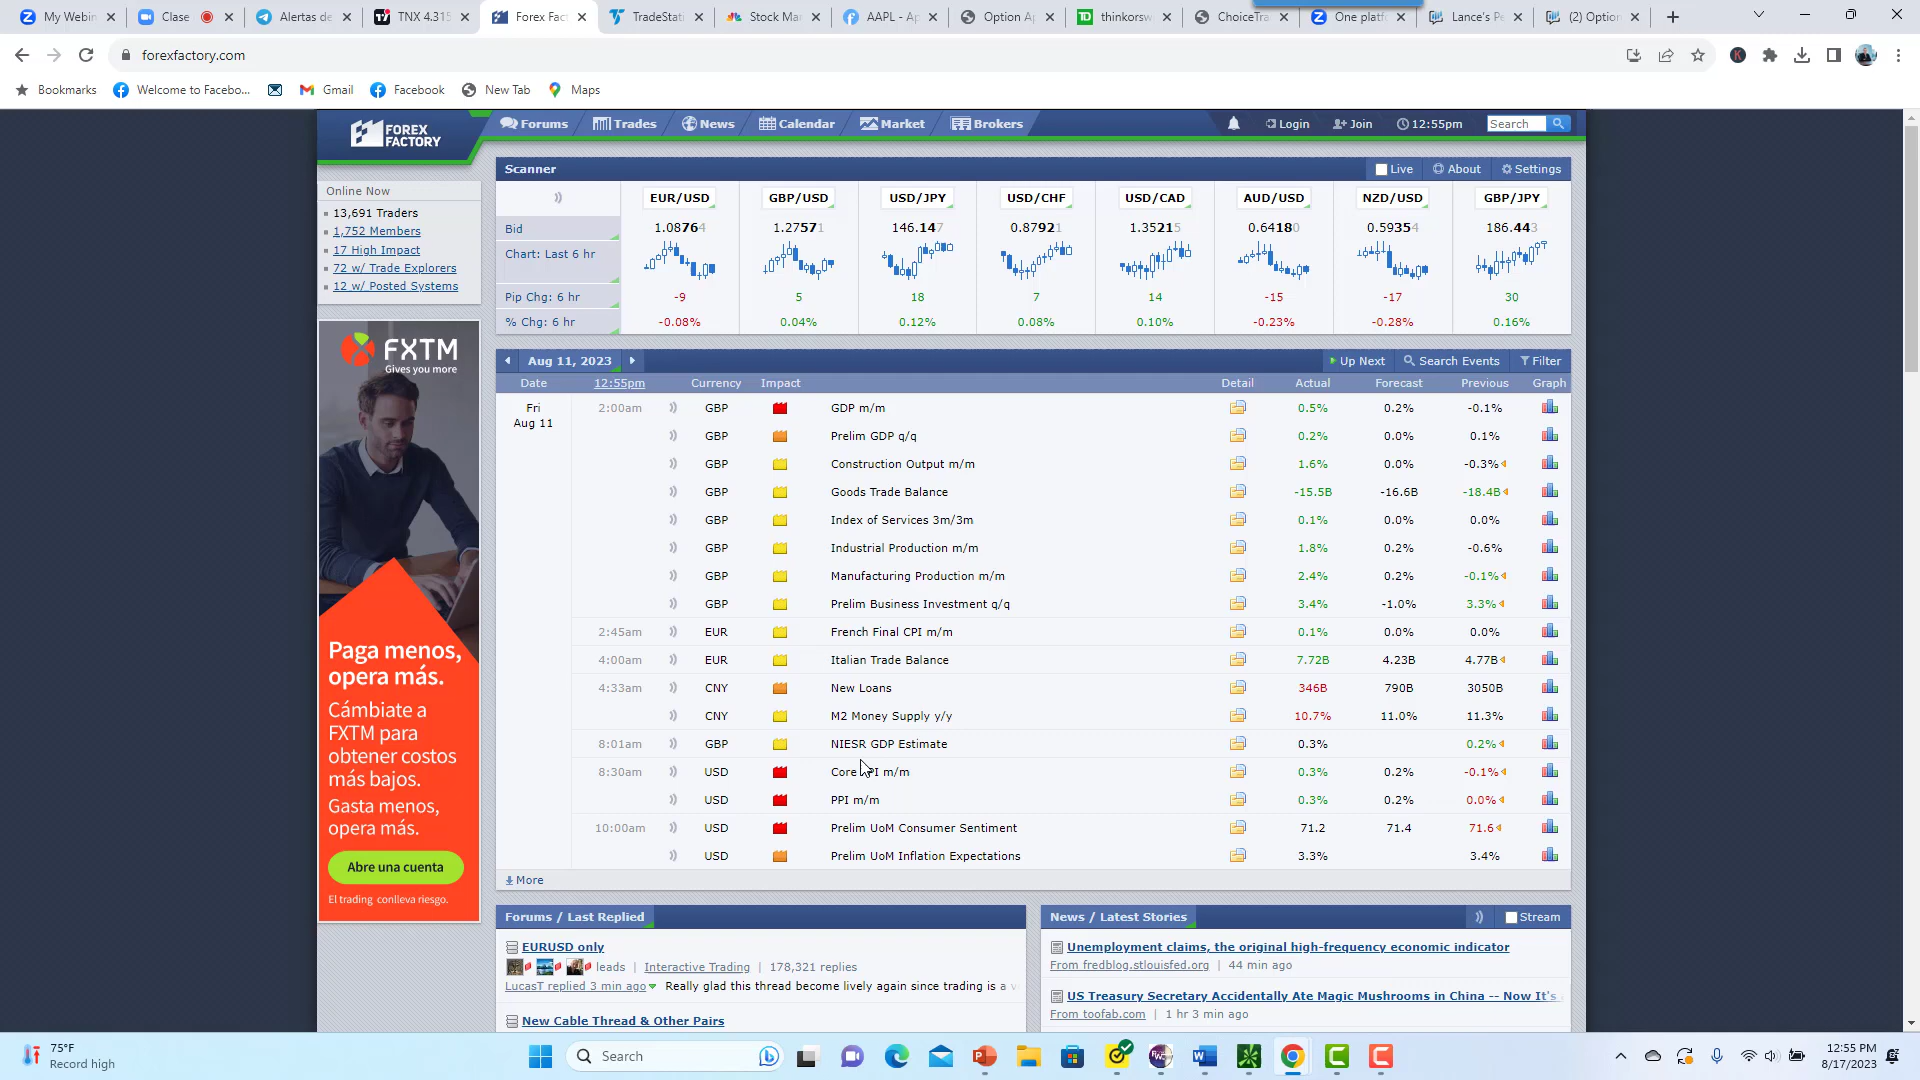 My Webin
Clase
Alertas de
TNX 4.315
Forex Fact
TradeStati
Stock Ma
AAPL - Ap
Option A
thinkorsw
ChoiceTra
One platf
Lance's P
(2) Option
forexfactory.com
Bookmarks Welcome to Facebo... Gmail Facebook New Tab Maps
FOREX FACTORY
Forums Trades News Calendar Market Brokers Login Join 12:55pm Search
Online Now
13,691 Traders
1,752 Members
17 High Impact
72 w/ Trade Explorers
12 w/ Posted Systems
FXTM
Gives you more
Paga menos,
opera más.
Cámbiate a
FXTM para
obtener costos
más bajos.
Gasta menos,
opera más.
Abre una cuenta
El trading conlleva riesgo.
Scanner Live About Settings
EUR/USD GBP/USD USD/JPY USD/CHF USD/CAD AUD/USD NZD/USD GBP/JPY
Bid 1.08764 1.27571 146.147 0.87921 1.35215 0.64180 0.59354 186.443
Chart: Last 6 hr
Pip Chg: 6 hr -9 5 18 7 14 -15 -17 30
% Chg: 6 hr -0.08% 0.04% 0.12% 0.08% 0.10% -0.23% -0.28% 0.16%
Aug 11, 2023 Up Next Search Events Filter
Date 12:55pm Currency Impact Detail Actual Forecast Previous Graph
Fri
Aug 11
2:00am GBP GDP m/m 0.5% 0.2% -0.1%
GBP Prelim GDP q/q 0.2% 0.0% 0.1%
GBP Construction Output m/m 1.6% 0.0% -0.3%
GBP Goods Trade Balance -15.5B -16.6B -18.4B
GBP Index of Services 3m/3m 0.1% 0.0% 0.0%
GBP Industrial Production m/m 1.8% 0.2% -0.6%
GBP Manufacturing Production m/m 2.4% 0.2% -0.1%
GBP Prelim Business Investment q/q 3.4% -1.0% 3.3%
2:45am EUR French Final CPI m/m 0.1% 0.0% 0.0%
4:00am EUR Italian Trade Balance 7.72B 4.23B 4.77B
4:33am CNY New Loans 346B 790B 3050B
CNY M2 Money Supply y/y 10.7% 11.0% 11.3%
8:01am GBP NIESR GDP Estimate 0.3% 0.2%
8:30am USD Core PPI m/m 0.3% 0.2% -0.1%
USD PPI m/m 0.3% 0.2% 0.0%
10:00am USD Prelim UoM Consumer Sentiment 71.2 71.4 71.6
USD Prelim UoM Inflation Expectations 3.3% 3.4%
More
Forums / Last Replied
EURUSD only
leads | Interactive Trading | 178,321 replies
LucasT replied 3 min ago Really glad this thread become lively again since trading is a
New Cable Thread & Other Pairs
News / Latest Stories Stream
Unemployment claims, the original high-frequency economic indicator
From fredblog.stlouisfed.org | 44 min ago
US Treasury Secretary Accidentally Ate Magic Mushrooms in China -- Now It's
From toofab.com | 1 hr 3 min ago
75°F
Record high
Search
12:55 PM
8/17/2023